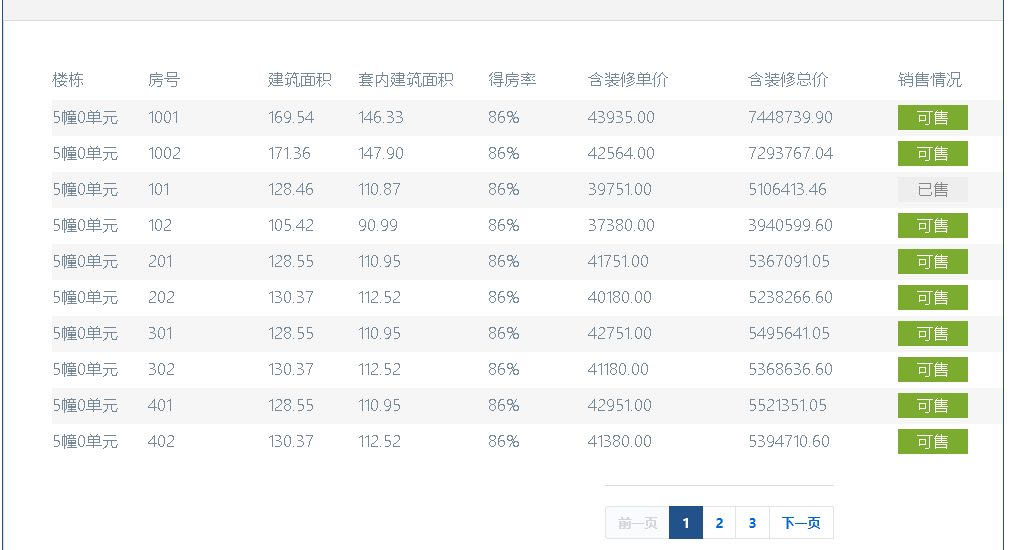 楼栋 房号 建筑面积 套内建筑面积 得房率 含装修单价 含装修总价 销售情况
5幢0单元 1001 169.54 146.33 86% 43935.00 7448739.90 可售
5幢0单元 1002 171.36 147.90 86% 42564.00 7293767.04 可售
5幢0单元 101 128.46 110.87 86% 39751.00 5106413.46 已售
5幢0单元 102 105.42 90.99 86% 37380.00 3940599.60 可售
5幢0单元 201 128.55 110.95 86% 41751.00 5367091.05 可售
5幢0单元 202 130.37 112.52 86% 40180.00 5238266.60 可售
5幢0单元 301 128.55 110.95 86% 42751.00 5495641.05 可售
5幢0单元 302 130.37 112.52 86% 41180.00 5368636.60 可售
5幢0单元 401 128.55 110.95 86% 42951.00 5521351.05 可售
5幢0单元 402 130.37 112.52 86% 41380.00 5394710.60 可售
前一页 1 2 3 下一页